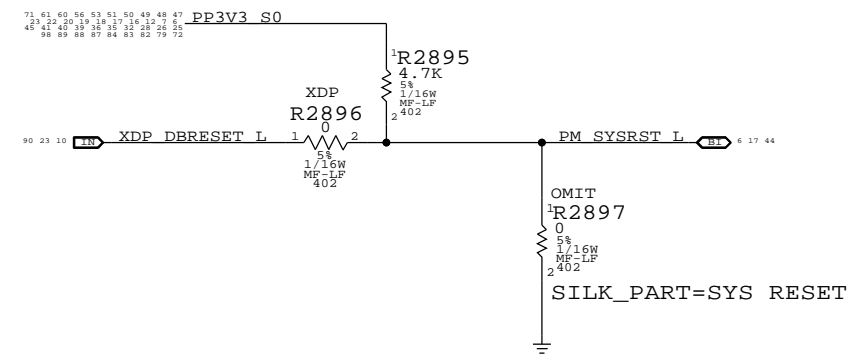 71 61 60 56 53 51 50 49 48 47
23 22 20 19 18 17 16 12 7 6
45 41 40 39 36 35 32 28 26 25
98 89 88 87 84 83 82 79 72
PP3V3_S0
1
R2895
4.7K
5%
1/16W
MF-LF
402
2
XDP
R2896
0
1 2
5%
1/16W
MF-LF
402
90 23 10 IN XDP_DBRESET_L
PM_SYSRST_L BI 6 17 44
OMIT
1
R2897
0
5%
1/16W
MF-LF
402
2
SILK_PART=SYS RESET